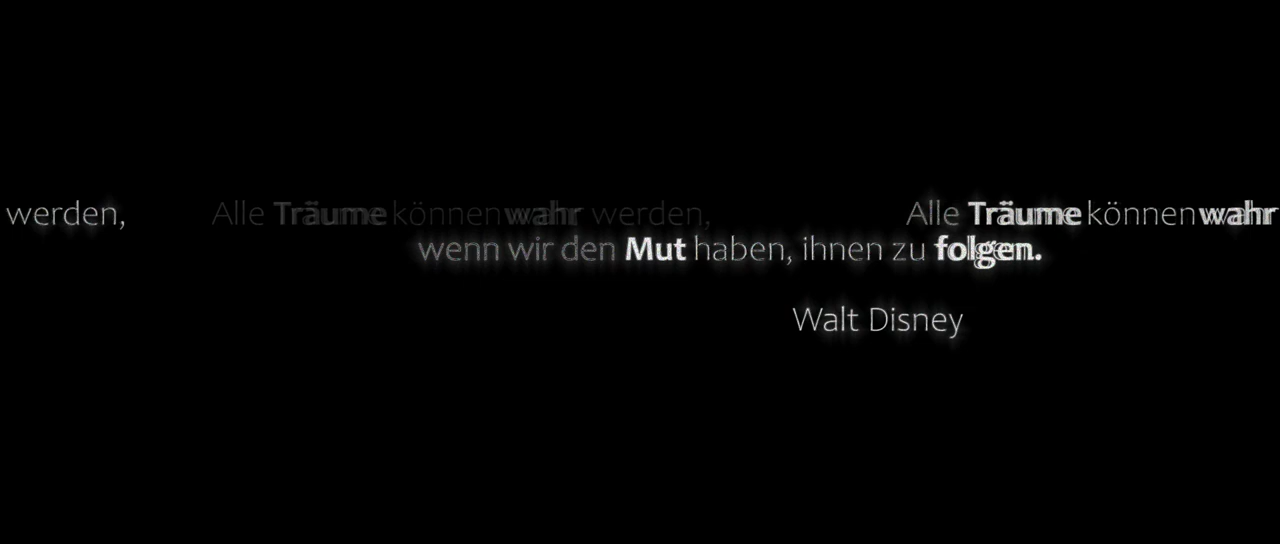 werden, Alle Träume können wahr werden, Alle Träume können wahr
wenn wir den Mut haben, ihnen zu folgen.
Walt Disney